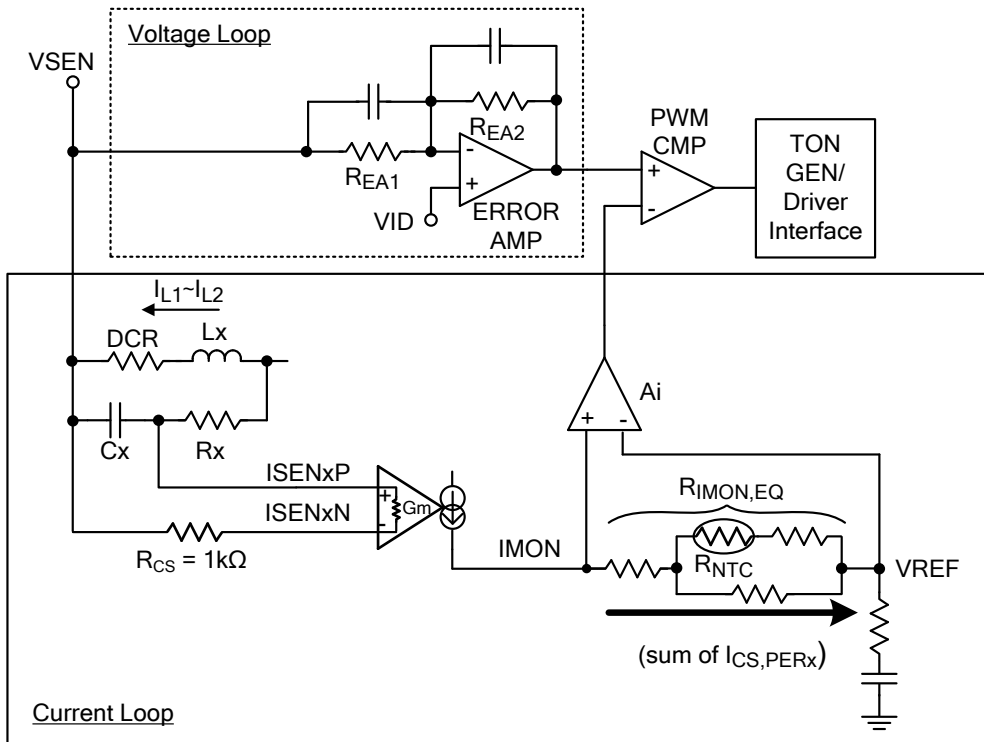 Voltage Loop
VSEN
REA2
REA1
VID
ERROR
AMP
PWM
CMP
TON
GEN/
Driver
Interface
IL1~IL2
DCR
Lx
Cx
Rx
ISENxP
ISENxN
Gm
RCS = 1kΩ
IMON
Ai
RIMON,EQ
RNTC
VREF
(sum of ICS,PERx)
Current Loop
+
-
+
-
+
-
+
-